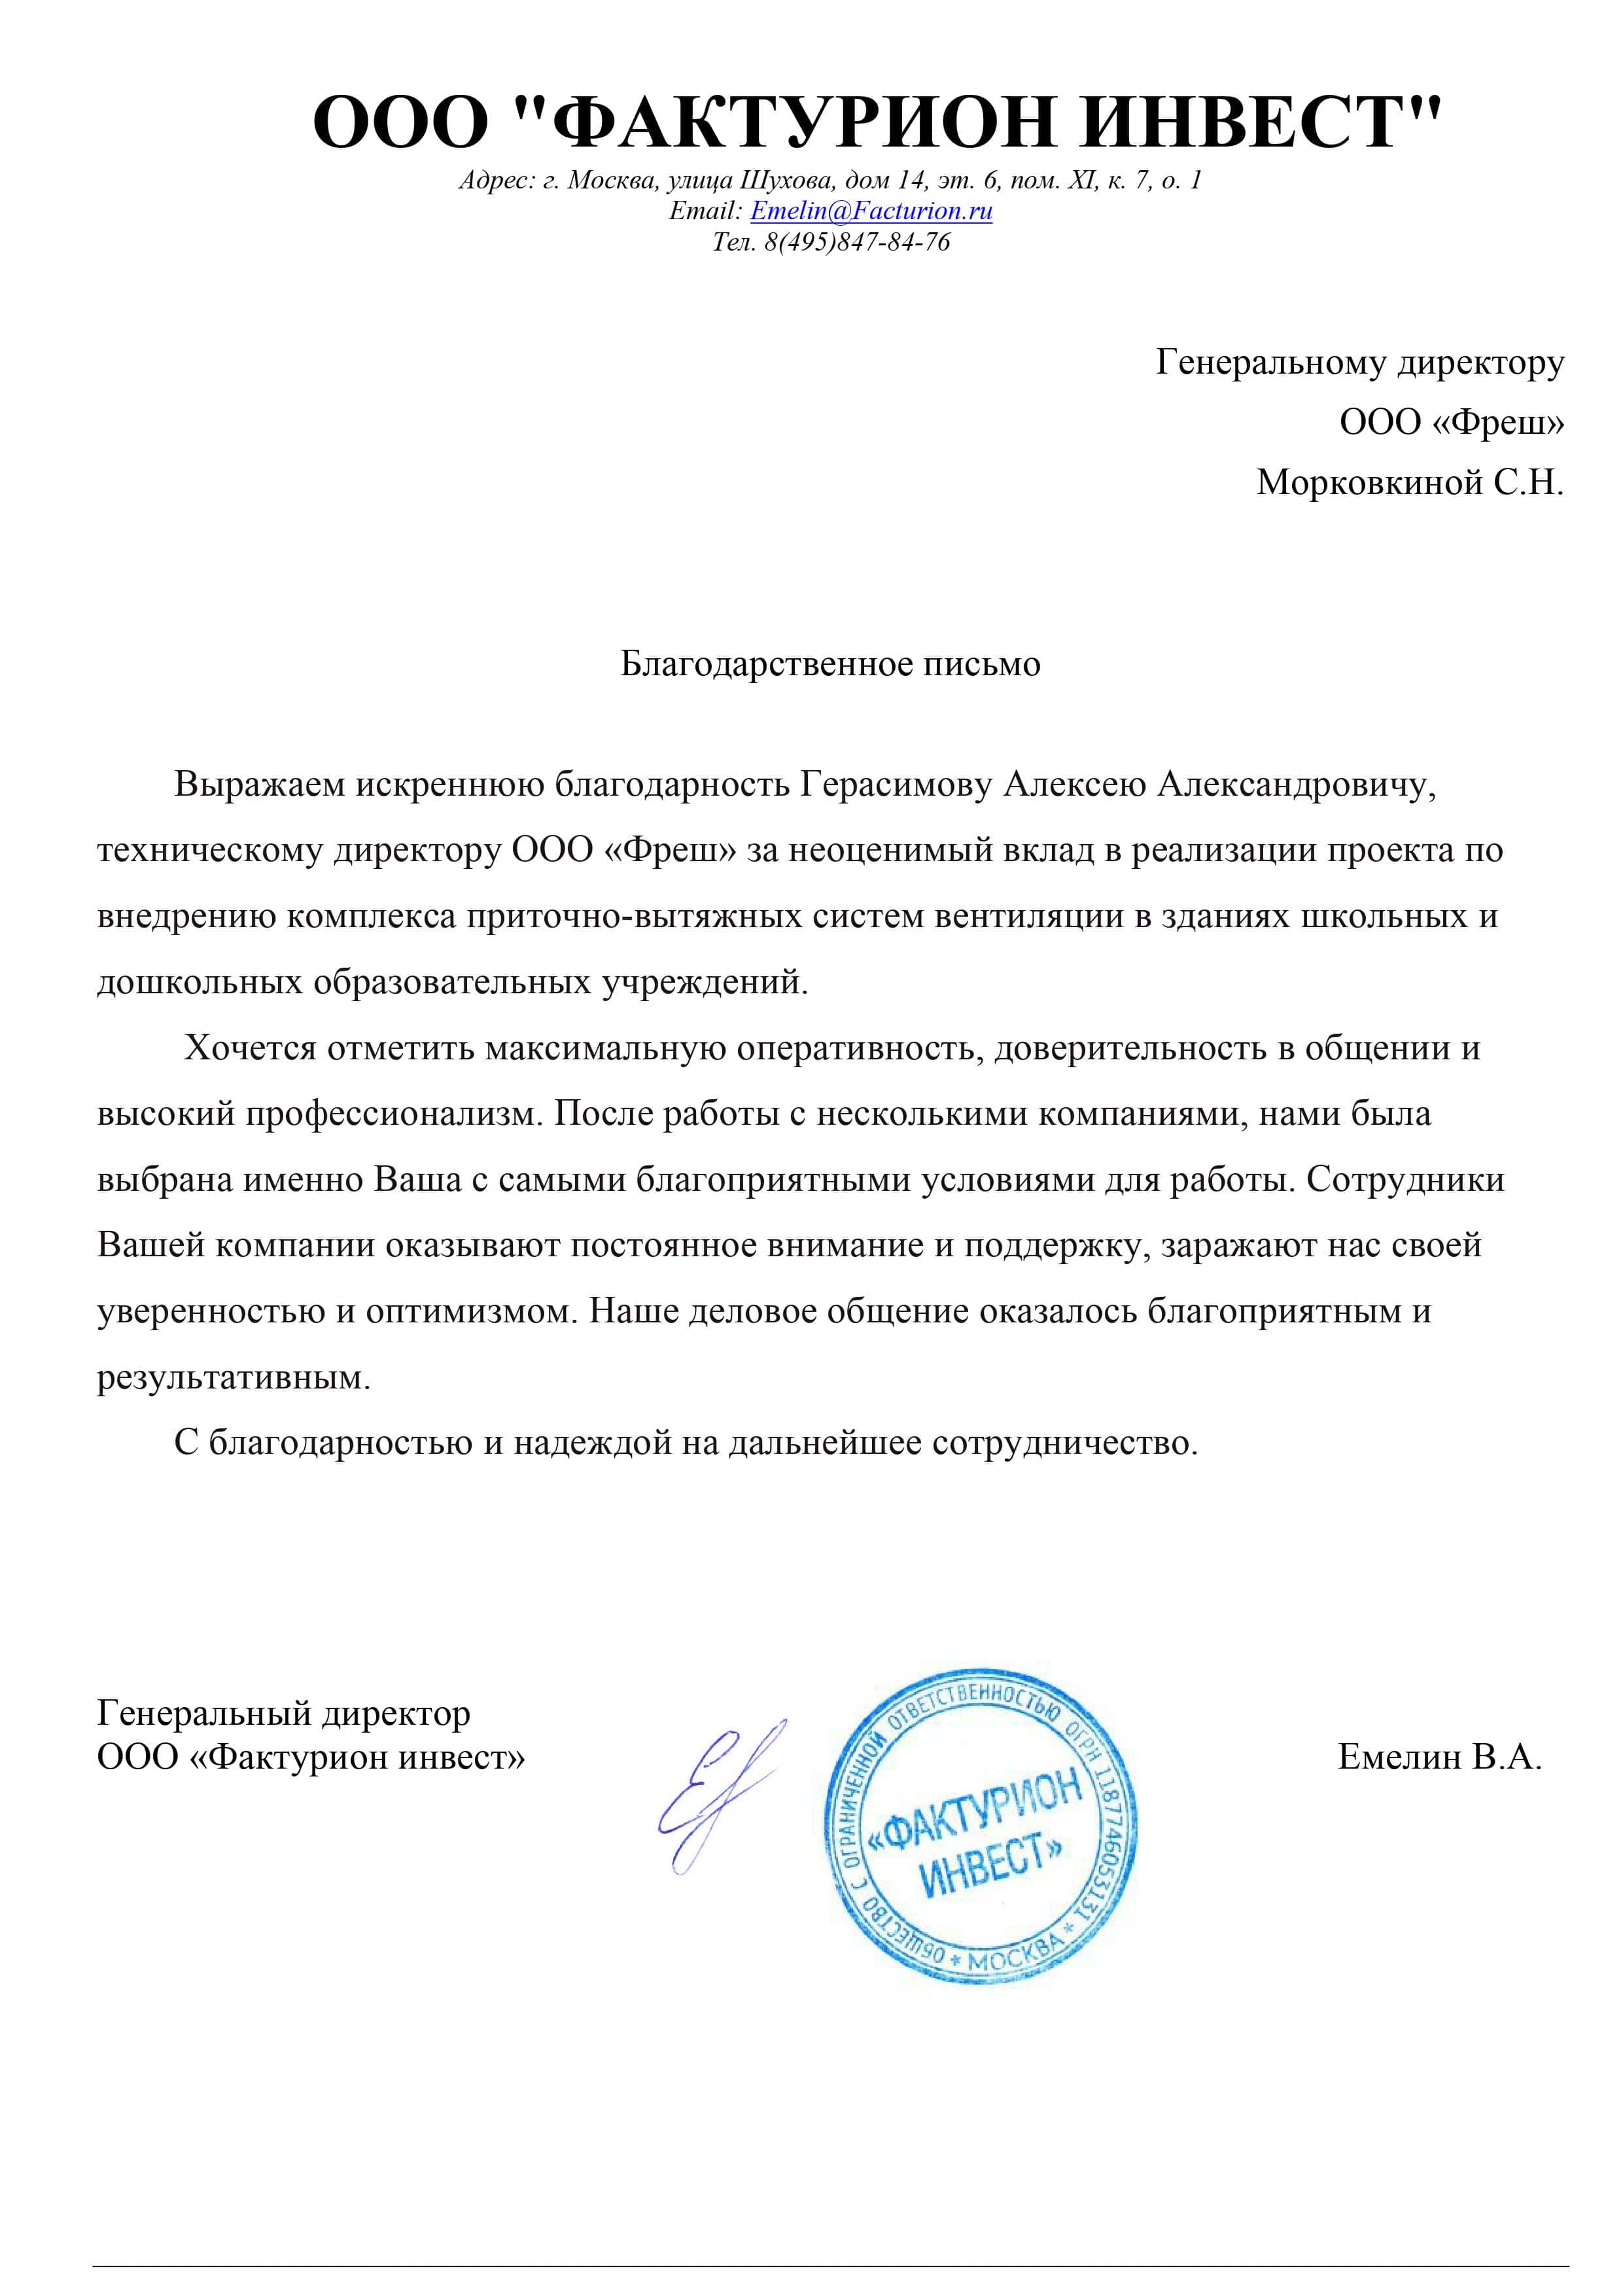 ООО "ФАКТУРИОН ИНВЕСТ"
Адрес: г. Москва, улица Шухова, дом 14, эт. 6, пом. XI, к. 7, о. 1
Email: Emelin@Facturion.ru
Тел. 8(495)847-84-76
Генеральному директору
ООО «Фреш»
Морковкиной С.Н.
Благодарственное письмо
Выражаем искреннюю благодарность Герасимову Алексею Александровичу,
техническому директору ООО «Фреш» за неоценимый вклад в реализации проекта по
внедрению комплекса приточно-вытяжных систем вентиляции в зданиях школьных и
дошкольных образовательных учреждений.
Хочется отметить максимальную оперативность, доверительность в общении и
высокий профессионализм. После работы с несколькими компаниями, нами была
выбрана именно Ваша с самыми благоприятными условиями для работы. Сотрудники
Вашей компании оказывают постоянное внимание и поддержку, заражают нас своей
уверенностью и оптимизмом. Наше деловое общение оказалось благоприятным и
результативным.
С благодарностью и надеждой на дальнейшее сотрудничество.
Генеральный директор
ООО «Фактурион инвест»
Емелин В.А.
ОБЩЕСТВО С ОГРАНИЧЕННОЙ ОТВЕТСТВЕННОСТЬЮ ОГРН 1187746053131
* МОСКВА *
«ФАКТУРИОН
ИНВЕСТ»